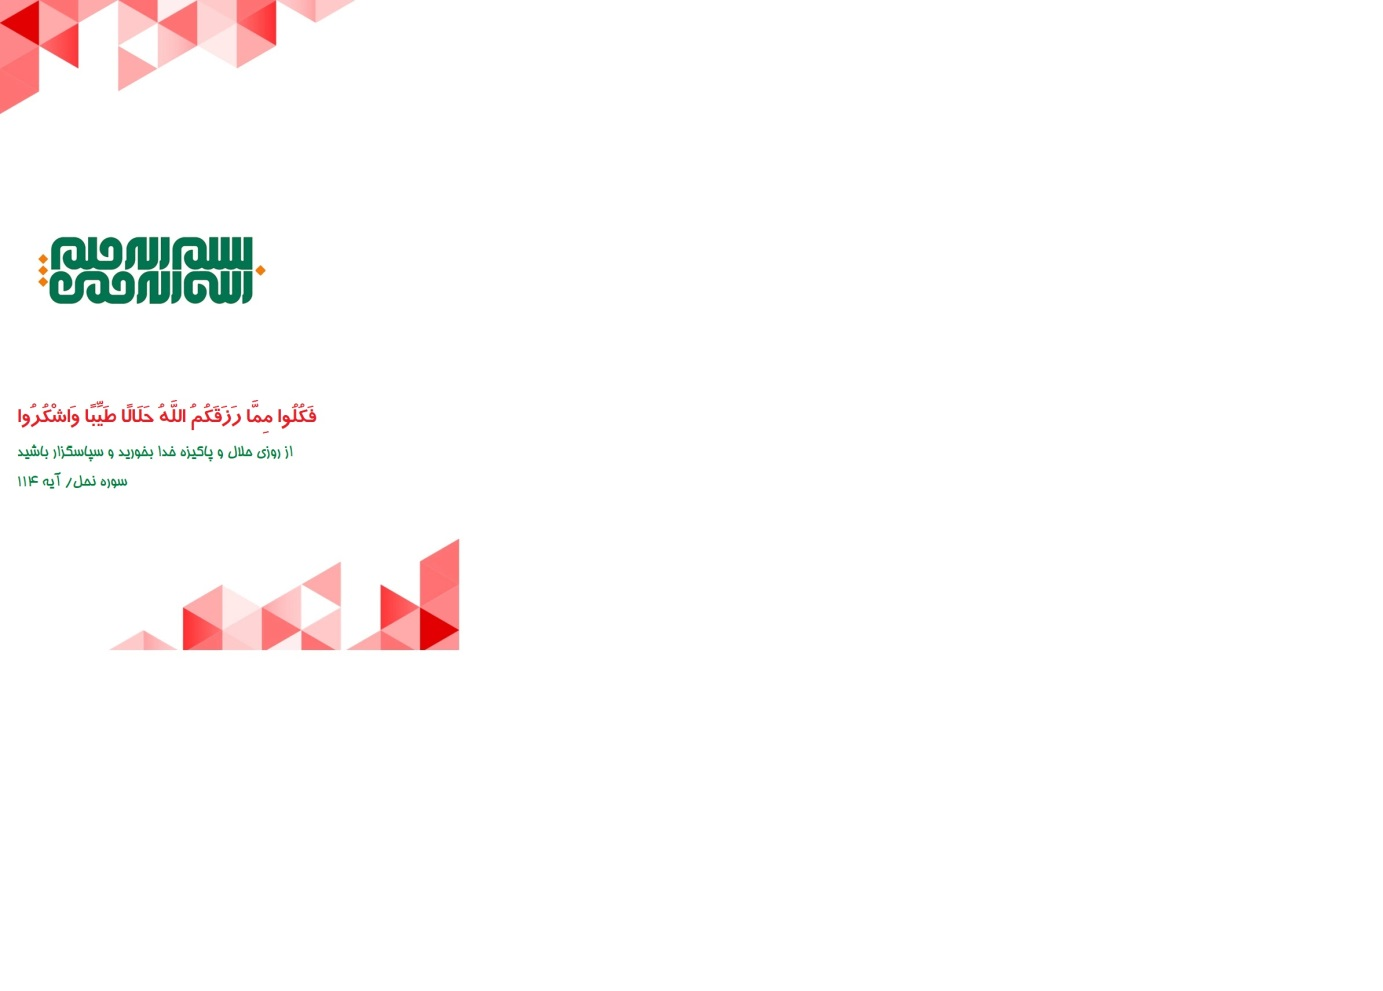 بسم الله الرحمن الرحیم
فَكُلُوا مِمَّا رَزَقَكُمُ اللَّهُ حَلَالًا طَيِّبًا وَاشْكُرُوا
از روزی حلال و پاکیزه خدا بخورید و سپاسگزار باشید
سوره نحل/ آیه ۱۱۴